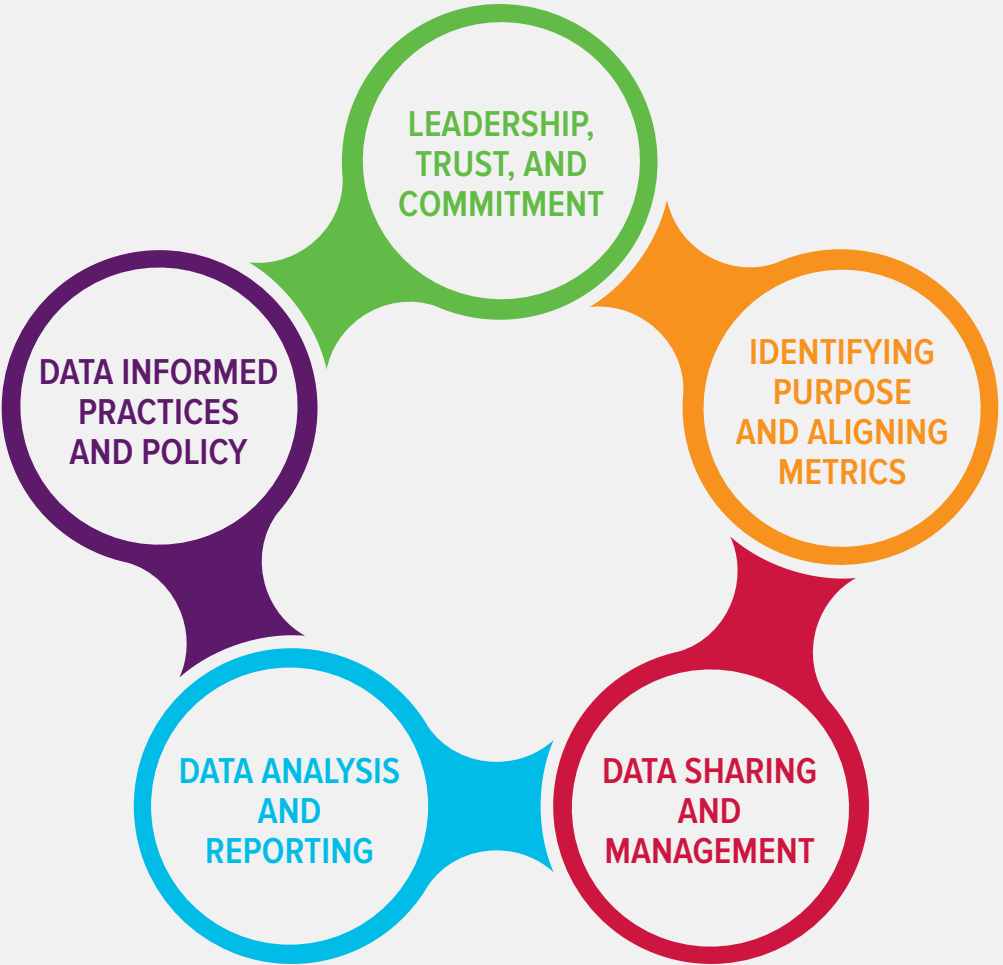 LEADERSHIP,
TRUST, AND
COMMITMENT
IDENTIFYING
PURPOSE
AND ALIGNING
METRICS
DATA SHARING
AND
MANAGEMENT
DATA ANALYSIS
AND
REPORTING
DATA INFORMED
PRACTICES
AND POLICY